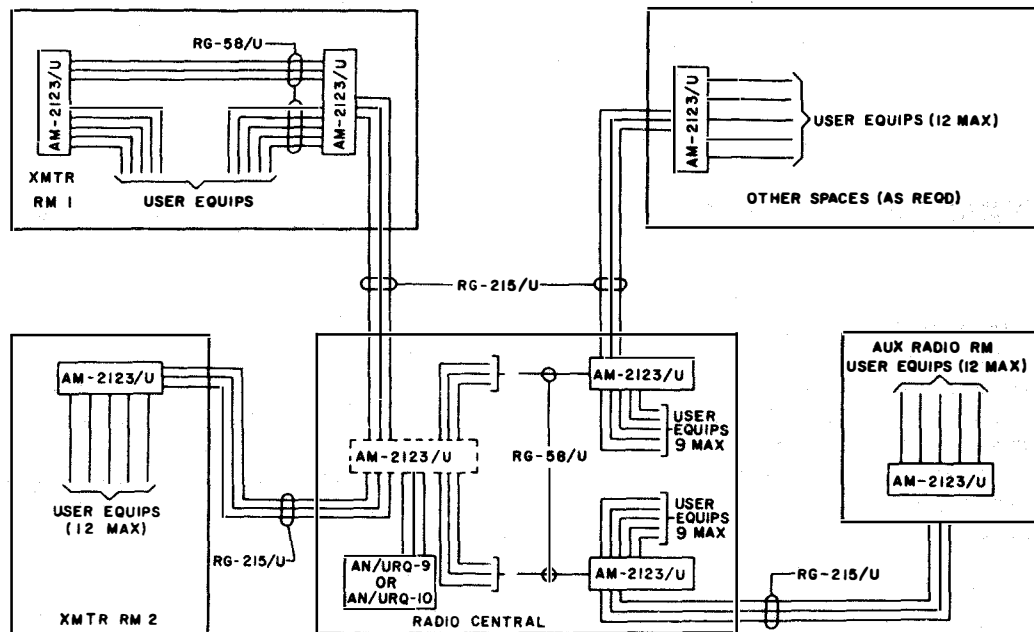 RG-58/U
AM-2123/U
AM-2123/U
XMTR
RM 1
USER EQUIPS
AM-2123/U
USER EQUIPS (12 MAX)
OTHER SPACES (AS REQD)
RG-215/U
AM-2123/U
USER EQUIPS
(12 MAX)
RG-215/U
XMTR RM 2
AM-2123/U
AN/URQ-9
OR
AN/URQ-10
RG-58/U
AM-2123/U
USER
EQUIPS
9 MAX
USER
EQUIPS
9 MAX
AM-2123/U
RADIO CENTRAL
AUX RADIO RM
USER EQUIPS (12 MAX)
AM-2123/U
RG-215/U